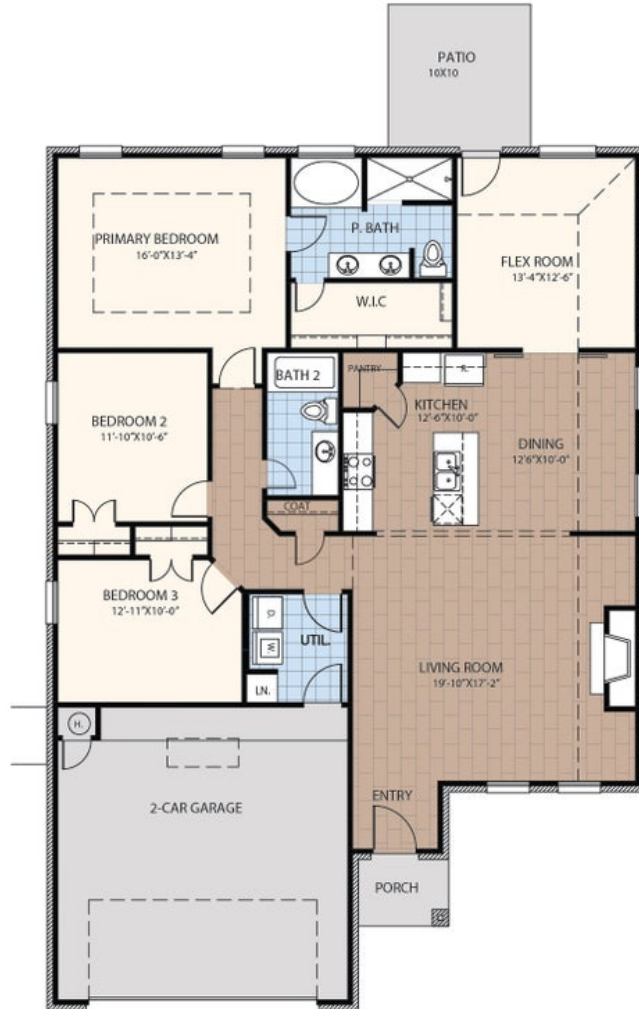 PATIO
10X10
PRIMARY BEDROOM
16'-0"X13'-4"
P. BATH
FLEX ROOM
13'-4"X12'-6"
W.I.C
BATH 2
PANTRY
R.
KITCHEN
12'-6"X10'-0"
BEDROOM 2
11'-10"X10'-6"
DINING
12'6"X10'-0"
COAT
BEDROOM 3
12'-11"X10'-0"
D.
W.
UTIL.
LN.
LIVING ROOM
19'-10"X17'-2"
H.
2-CAR GARAGE
ENTRY
PORCH